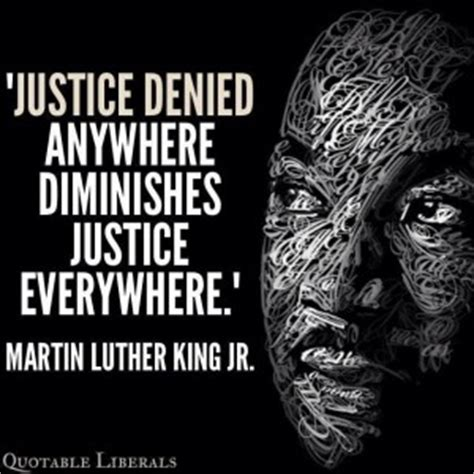 'JUSTICE DENIED
ANYWHERE
DIMINISHES
JUSTICE
EVERYWHERE.'
MARTIN LUTHER KING JR.
QUOTABLE LIBERALS